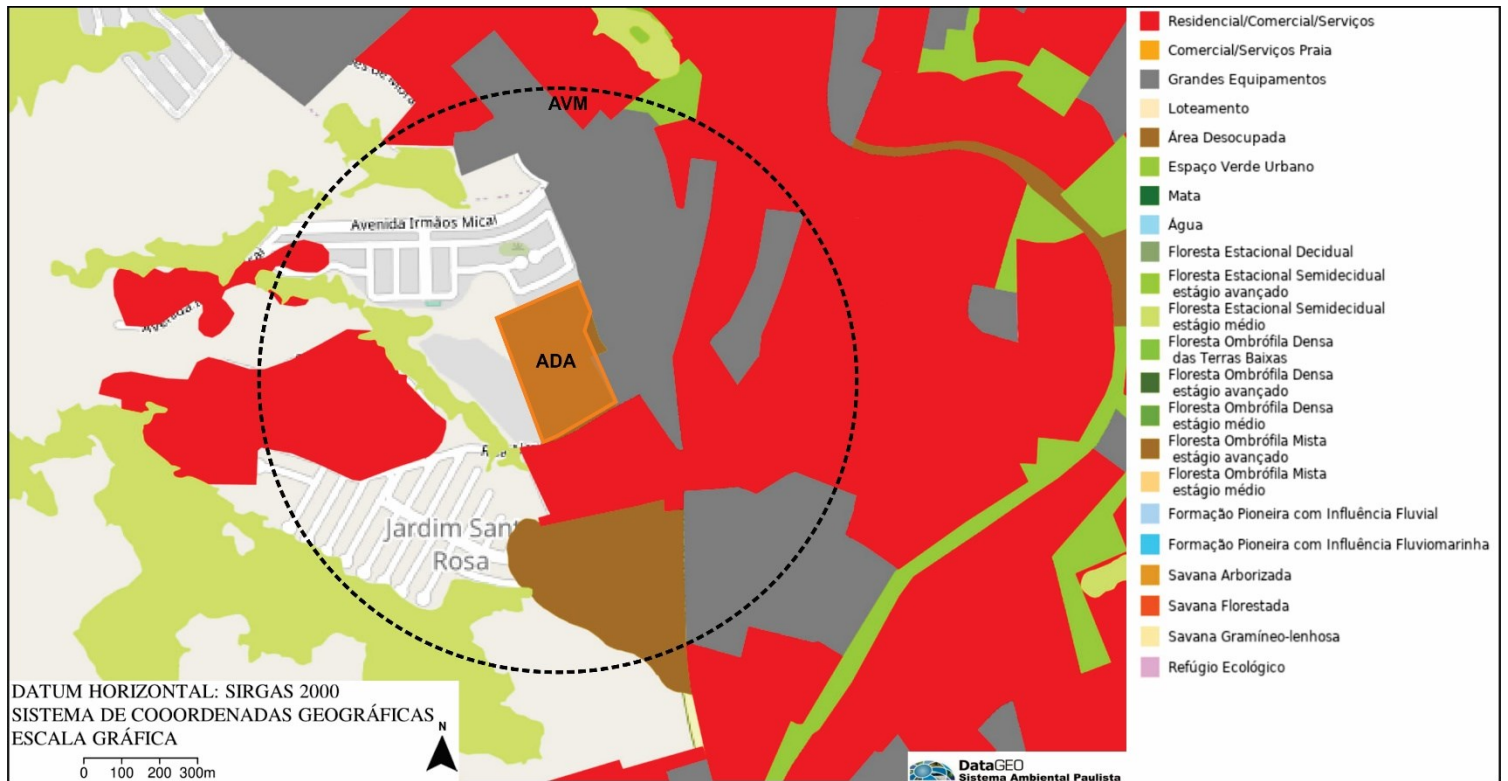 es de Mora
AVM
Avenida Irmãos Mical
Avenida
ADA
Jardim Sant
Rosa
DATUM HORIZONTAL: SIRGAS 2000
SISTEMA DE COOORDENADAS GEOGRÁFICAS
ESCALA GRÁFICA
N
0 100 200 300m
DataGEO
Sistema Ambiental Paulista
Residencial/Comercial/Serviços
Comercial/Serviços Praia
Grandes Equipamentos
Loteamento
Área Desocupada
Espaço Verde Urbano
Mata
Água
Floresta Estacional Decidual
Floresta Estacional Semidecidual
estágio avançado
Floresta Estacional Semidecidual
estágio médio
Floresta Ombrófila Densa
das Terras Baixas
Floresta Ombrófila Densa
estágio avançado
Floresta Ombrófila Densa
estágio médio
Floresta Ombrófila Mista
estágio avançado
Floresta Ombrófila Mista
estágio médio
Formação Pioneira com Influência Fluvial
Formação Pioneira com Influência Fluviomarinha
Savana Arborizada
Savana Florestada
Savana Gramíneo-lenhosa
Refúgio Ecológico